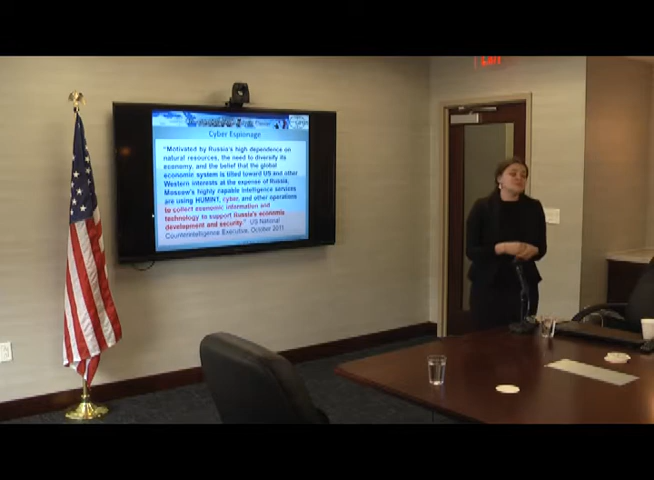 EXIT
Cyber Espionage
"Motivated by Russia's high dependence on
natural resources, the need to diversify its
economy, and the belief that the global
economic system is tilted toward US and other
Western interests at the expense of Russia,
Moscow's highly capable intelligence services
are using HUMINT, cyber, and other operations
to collect economic information and
technology to support Russia's economic
development and security." US National
Counterintelligence Executive, October 2011